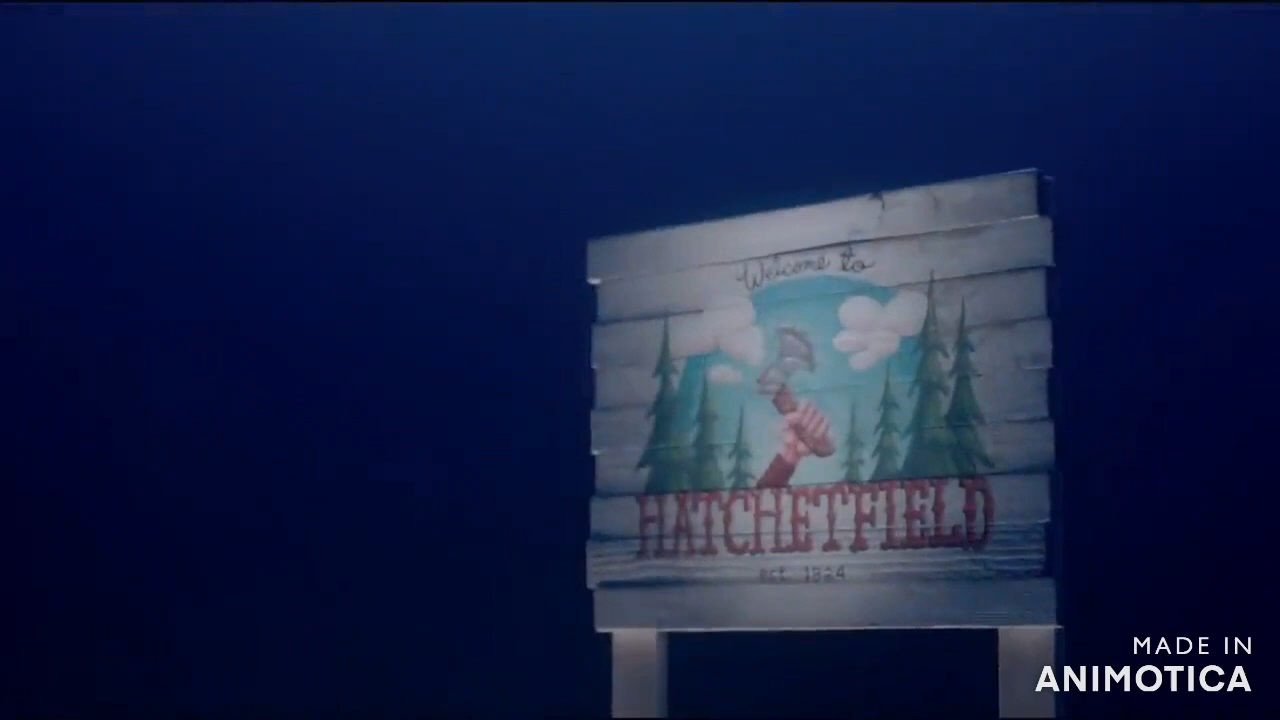 Welcome to
HATCHETFIELD
est. 1824
MADE IN
ANIMOTICA